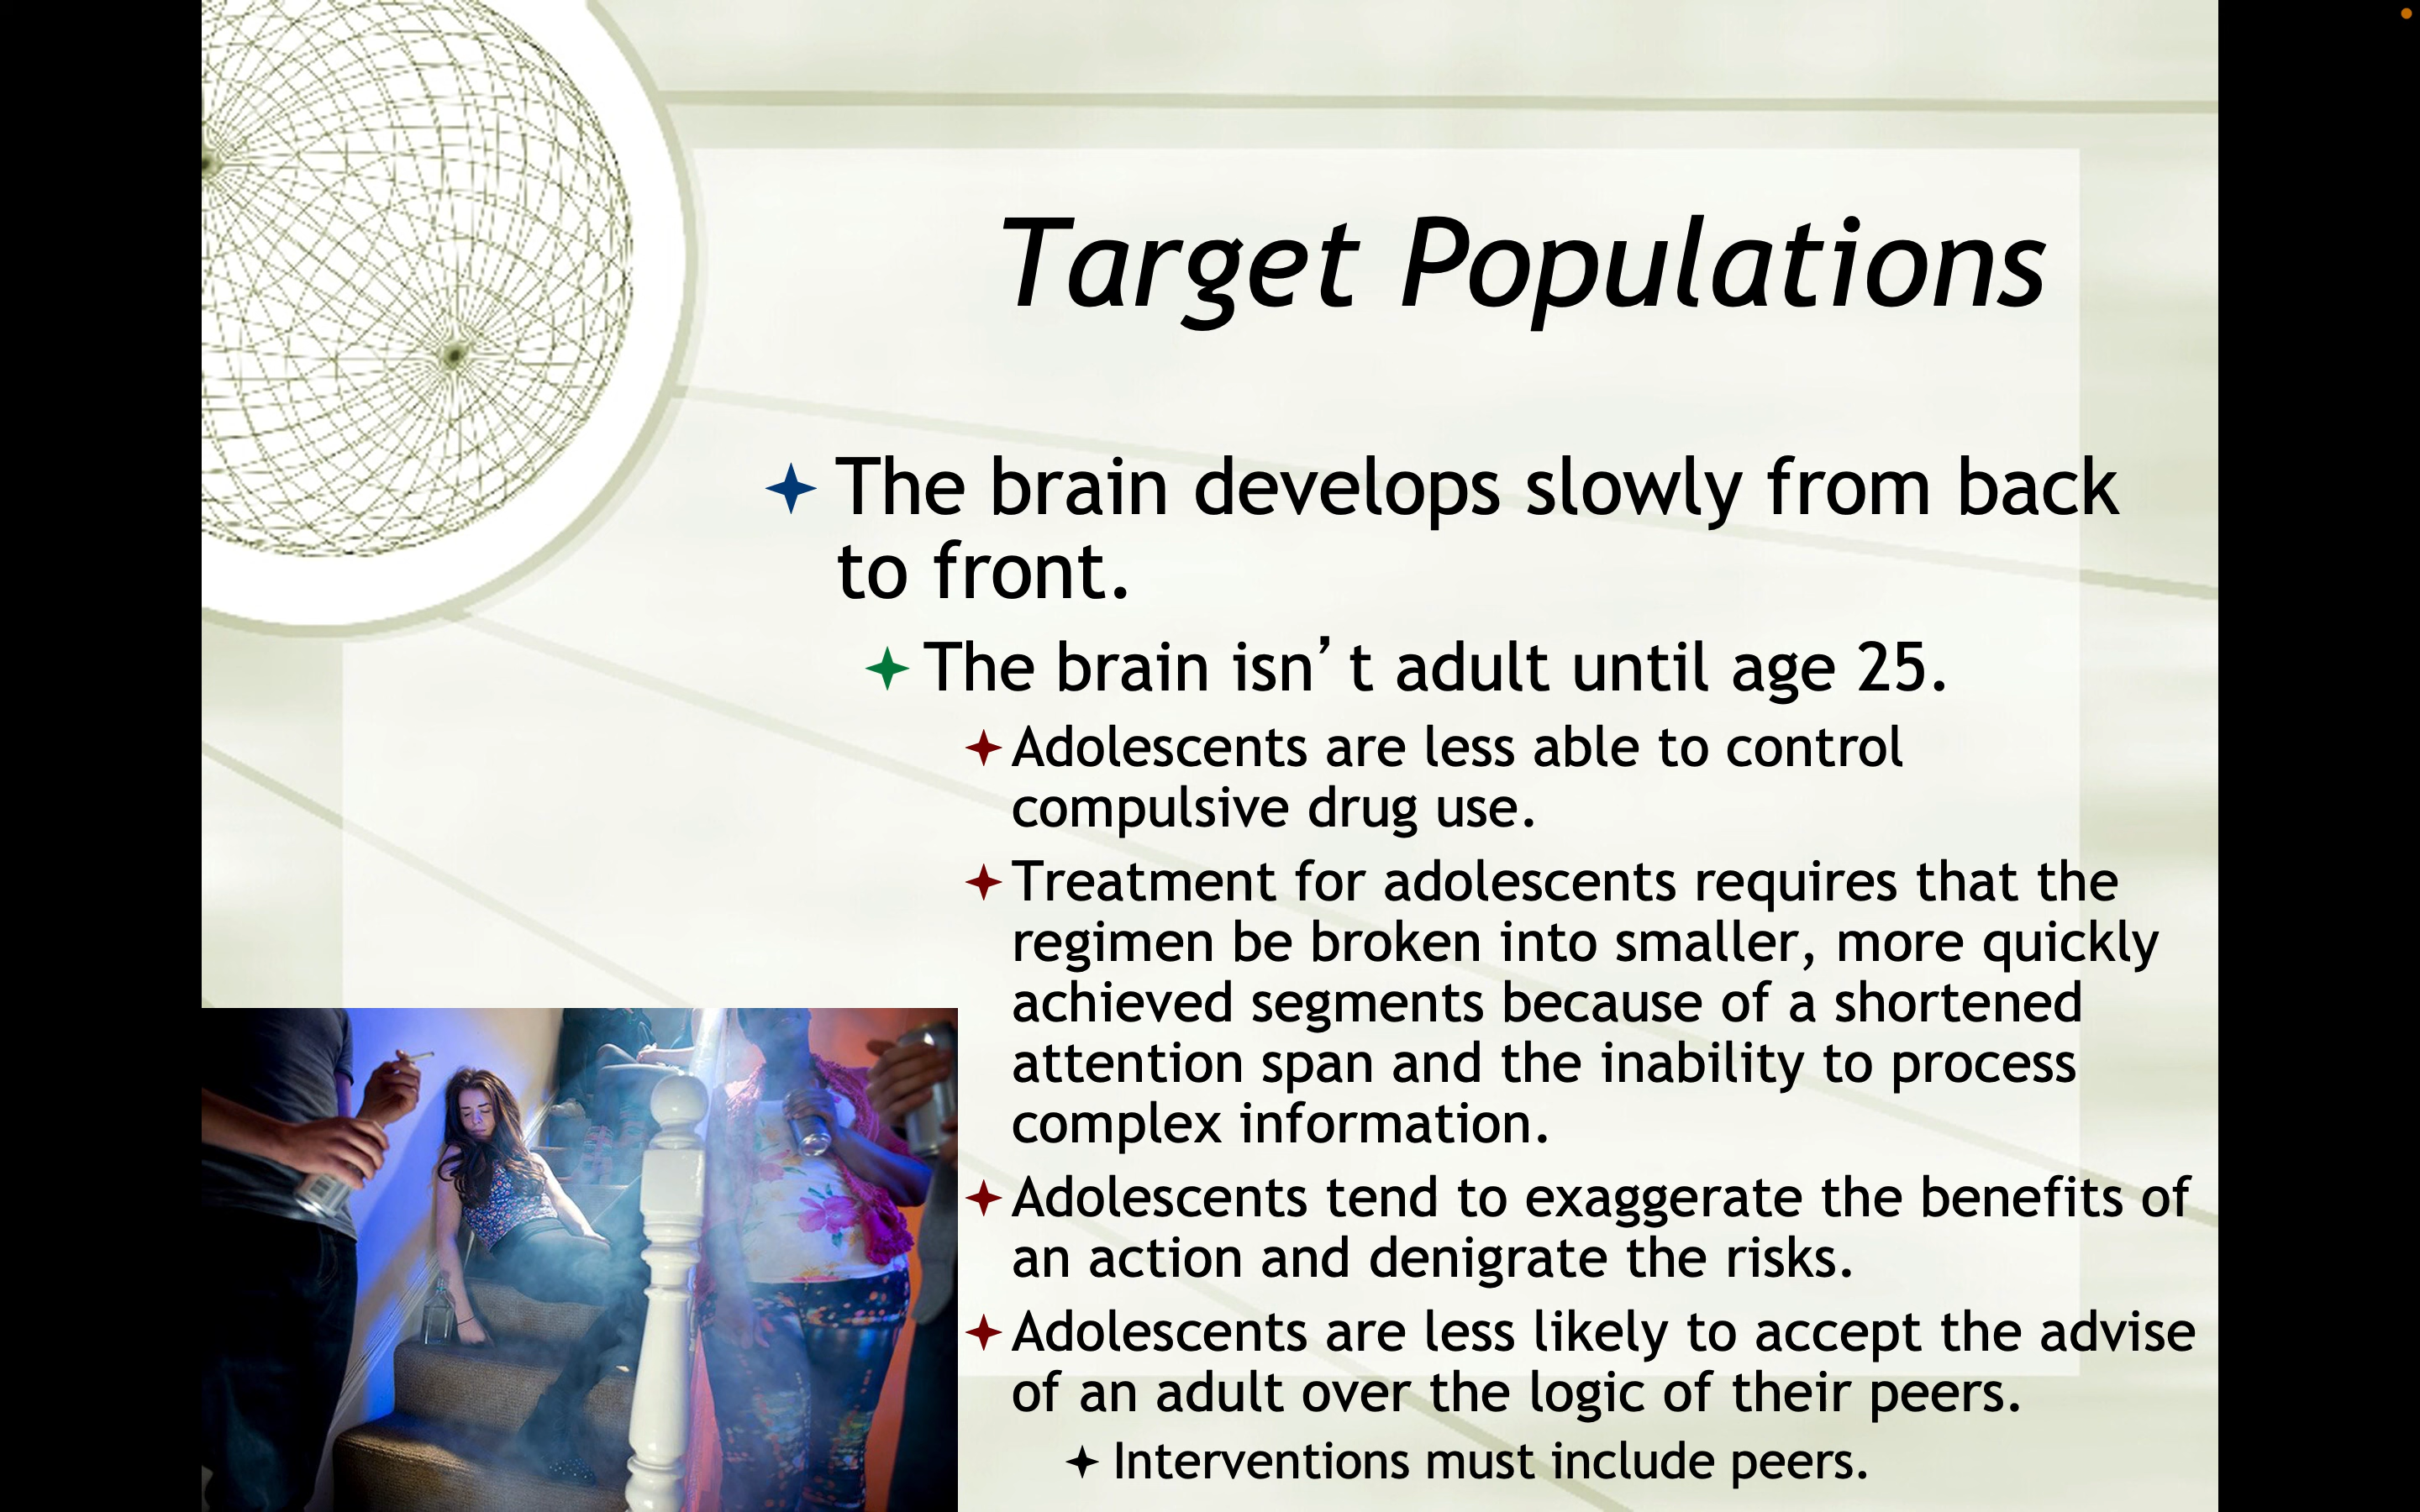 Target Populations
The brain develops slowly from back
to front.
The brain isn’t adult until age 25.
Adolescents are less able to control
compulsive drug use.
Treatment for adolescents requires that the
regimen be broken into smaller, more quickly
achieved segments because of a shortened
attention span and the inability to process
complex information.
Adolescents tend to exaggerate the benefits of
an action and denigrate the risks.
Adolescents are less likely to accept the advise
of an adult over the logic of their peers.
Interventions must include peers.